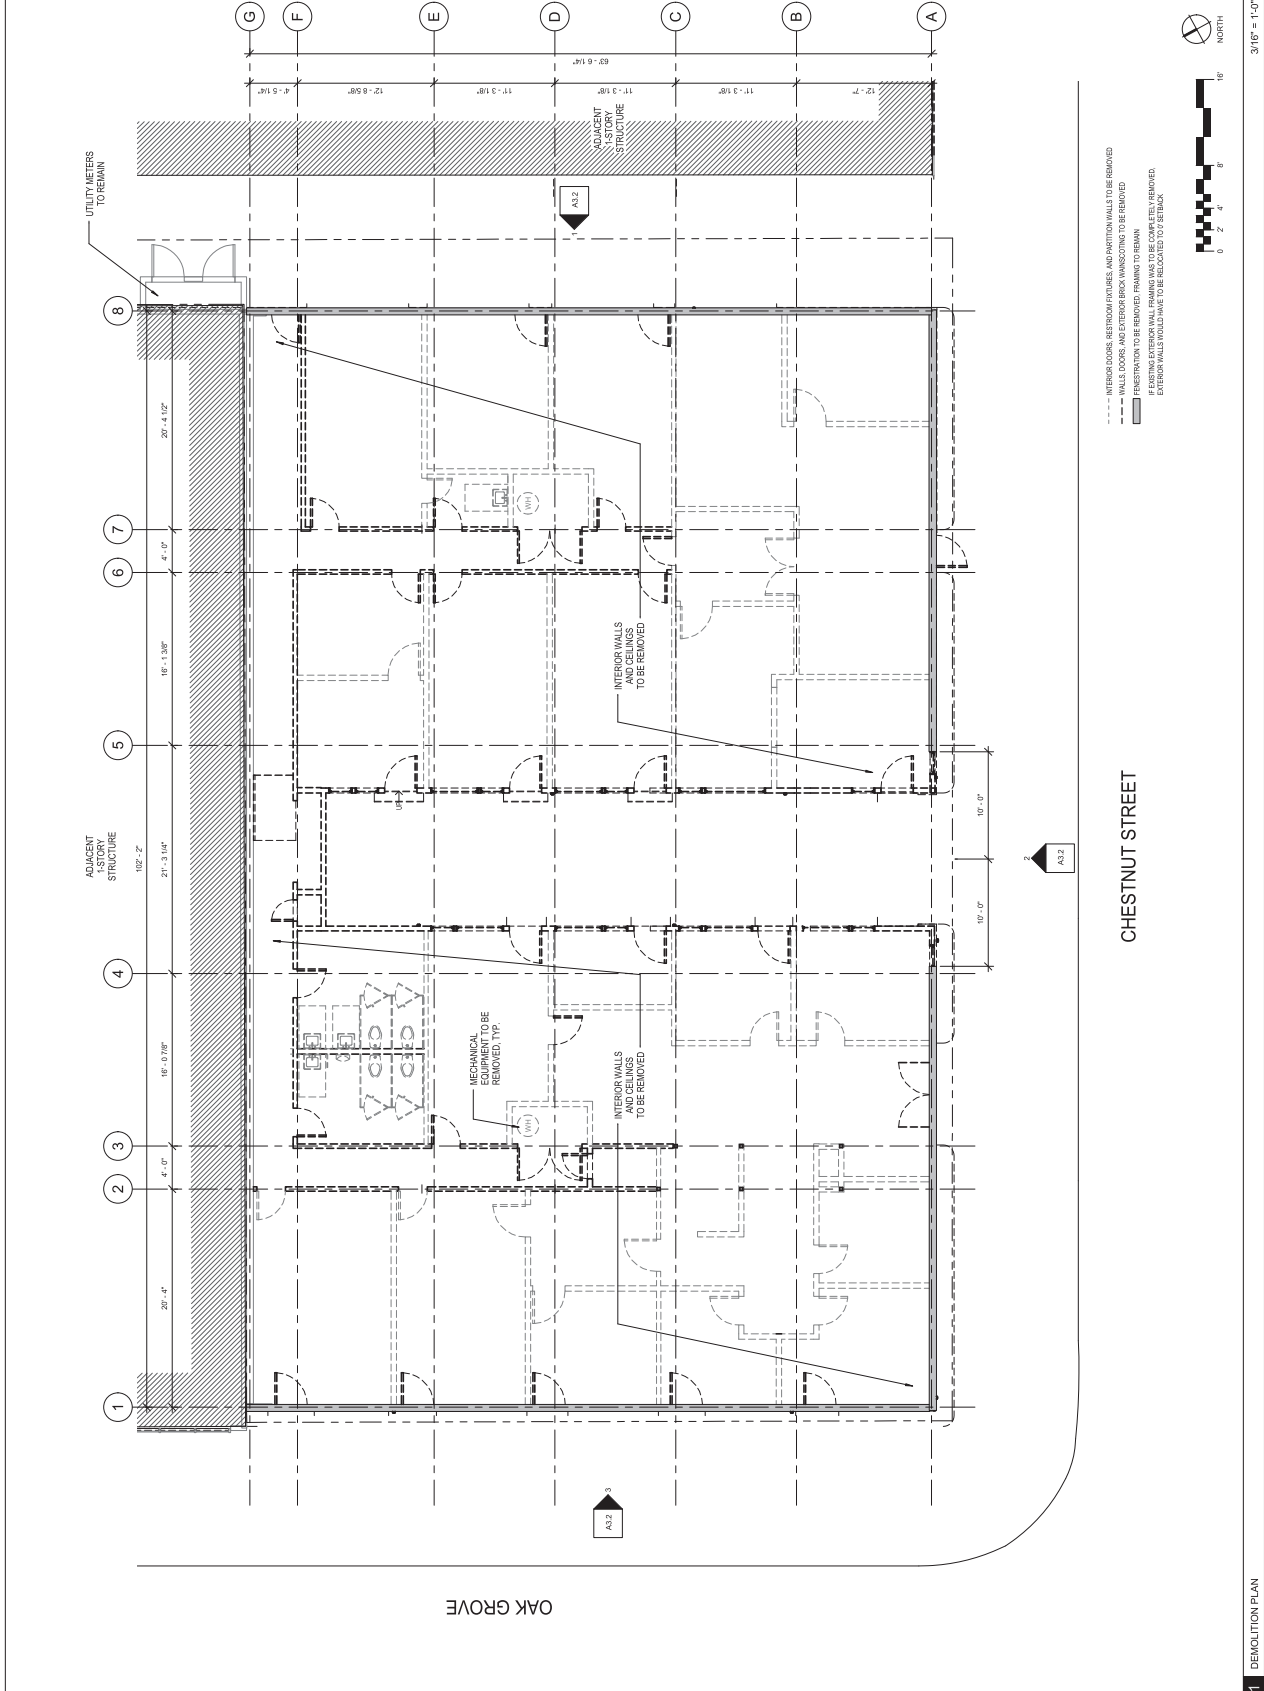 G
F
E
D
C
B
A
63' - 6 1/4"
4' - 5 1/4"
12' - 8 5/8"
11' - 3 1/8"
11' - 3 1/8"
11' - 3 1/8"
12' - 7"
NORTH
3/16" = 1'-0"
ADJACENT
1-STORY
STRUCTURE
UTILITY METERS
TO REMAIN
A3.2
1
16'
8'
4'
2'
0
INTERIOR DOORS, RESTROOM FIXTURES, AND PARTITION WALLS TO BE REMOVED
WALLS, DOORS, AND EXTERIOR BRICK WAINSCOTING TO BE REMOVED
FENESTRATION TO BE REMOVED, FRAMING TO REMAIN
IF EXISTING EXTERIOR WALL FRAMING WAS TO BE COMPLETELY REMOVED,
EXTERIOR WALLS WOULD HAVE TO BE RELOCATED TO 0' SETBACK
8
7
6
5
4
3
2
1
20' - 4 1/2"
4' - 0"
16' - 1 3/8"
21' - 3 1/4"
16' - 0 7/8"
4' - 0"
20' - 4"
102' - 2"
ADJACENT
1-STORY
STRUCTURE
WH
INTERIOR WALLS
AND CEILINGS
TO BE REMOVED
UP
10' - 0"
10' - 0"
2
A3.2
CHESTNUT STREET
MECHANICAL
EQUIPMENT TO BE
REMOVED, TYP.
WH
INTERIOR WALLS
AND CEILINGS
TO BE REMOVED
A3.2
3
OAK GROVE
1
DEMOLITION PLAN